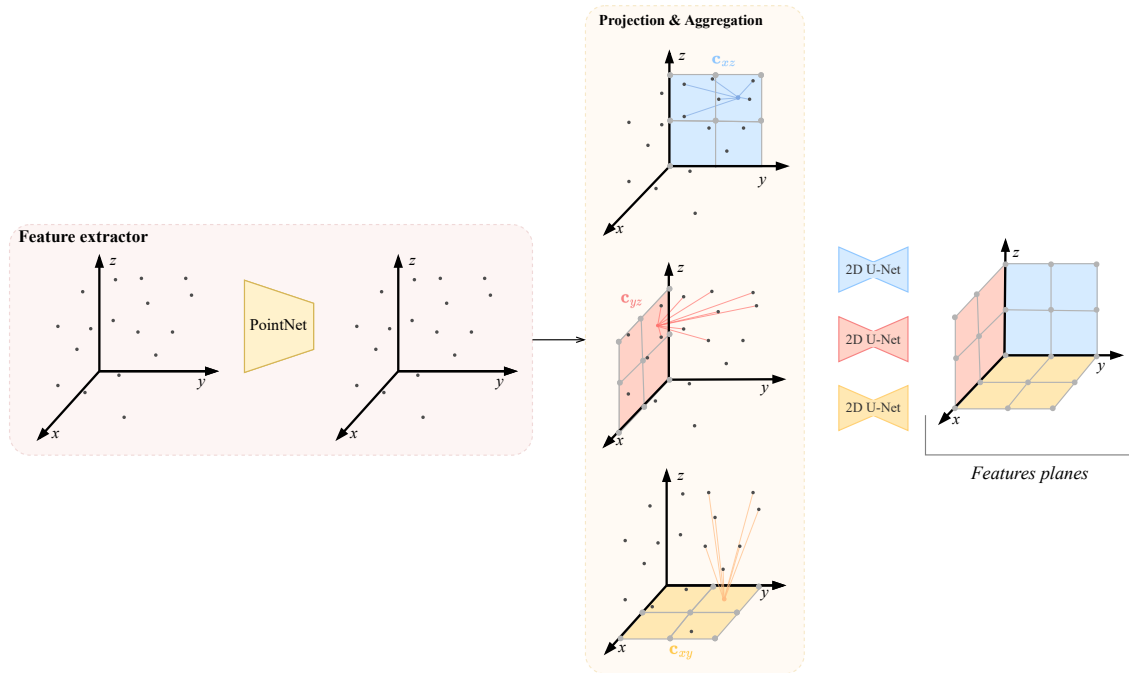 Projection & Aggregation
z
c_xz
y
x
Feature extractor
z
PointNet
y
x
z
y
x
z
c_yz
y
x
2D U-Net
2D U-Net
2D U-Net
z
y
x
Features planes
z
y
x
c_xy